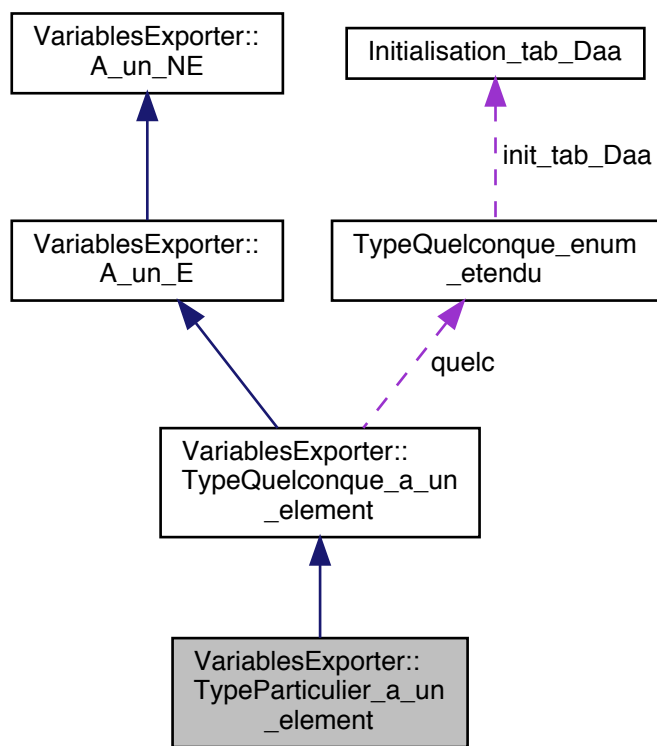 VariablesExporter::
A_un_NE
Initialisation_tab_Daa
init_tab_Daa
VariablesExporter::
A_un_E
TypeQuelconque_enum
_etendu
quelc
VariablesExporter::
TypeQuelconque_a_un
_element
VariablesExporter::
TypeParticulier_a_un
_element